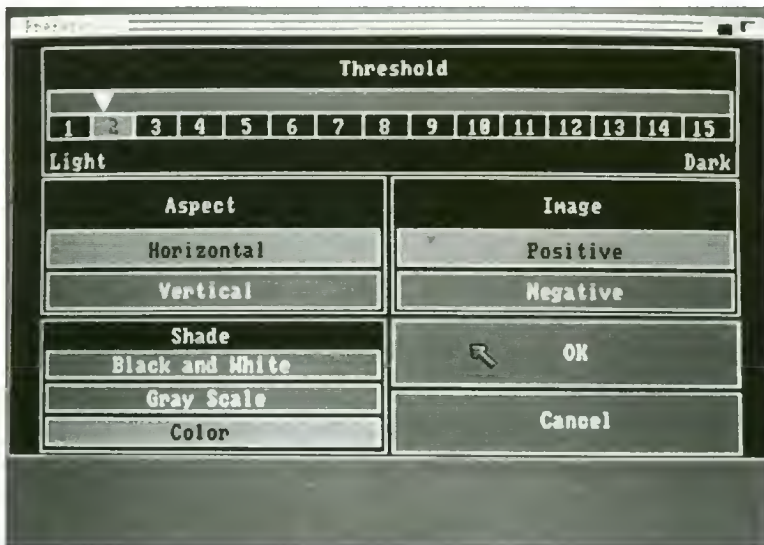 Threshold
1 2 3 4 5 6 7 8 9 10 11 12 13 14 15
Light Dark
Aspect
Horizontal
Vertical
Image
Positive
Negative
Shade
Black and White
Gray Scale
Color
OK
Cancel